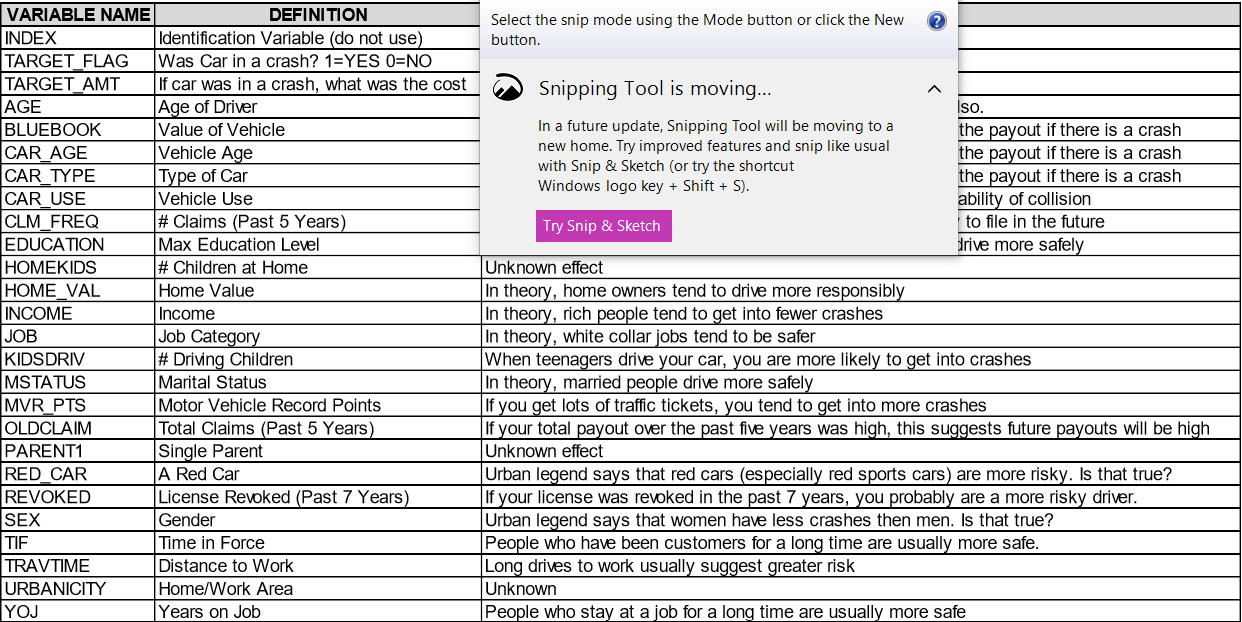 VARIABLE NAME DEFINITION
INDEX Identification Variable (do not use)
TARGET_FLAG Was Car in a crash? 1=YES 0=NO
TARGET_AMT If car was in a crash, what was the cost
AGE Age of Driver lso.
BLUEBOOK Value of Vehicle the payout if there is a crash
CAR_AGE Vehicle Age the payout if there is a crash
CAR_TYPE Type of Car the payout if there is a crash
CAR_USE Vehicle Use ability of collision
CLM_FREQ # Claims (Past 5 Years) to file in the future
EDUCATION Max Education Level drive more safely
Select the snip mode using the Mode button or click the New
button.
?
Snipping Tool is moving...
In a future update, Snipping Tool will be moving to a
new home. Try improved features and snip like usual
with Snip & Sketch (or try the shortcut
Windows logo key + Shift + S).
Try Snip & Sketch
HOMEKIDS # Children at Home Unknown effect
HOME_VAL Home Value In theory, home owners tend to drive more responsibly
INCOME Income In theory, rich people tend to get into fewer crashes
JOB Job Category In theory, white collar jobs tend to be safer
KIDSDRIV # Driving Children When teenagers drive your car, you are more likely to get into crashes
MSTATUS Marital Status In theory, married people drive more safely
MVR_PTS Motor Vehicle Record Points If you get lots of traffic tickets, you tend to get into more crashes
OLDCLAIM Total Claims (Past 5 Years) If your total payout over the past five years was high, this suggests future payouts will be high
PARENT1 Single Parent Unknown effect
RED_CAR A Red Car Urban legend says that red cars (especially red sports cars) are more risky. Is that true?
REVOKED License Revoked (Past 7 Years) If your license was revoked in the past 7 years, you probably are a more risky driver.
SEX Gender Urban legend says that women have less crashes then men. Is that true?
TIF Time in Force People who have been customers for a long time are usually more safe.
TRAVTIME Distance to Work Long drives to work usually suggest greater risk
URBANICITY Home/Work Area Unknown
YOJ Years on Job People who stay at a job for a long time are usually more safe